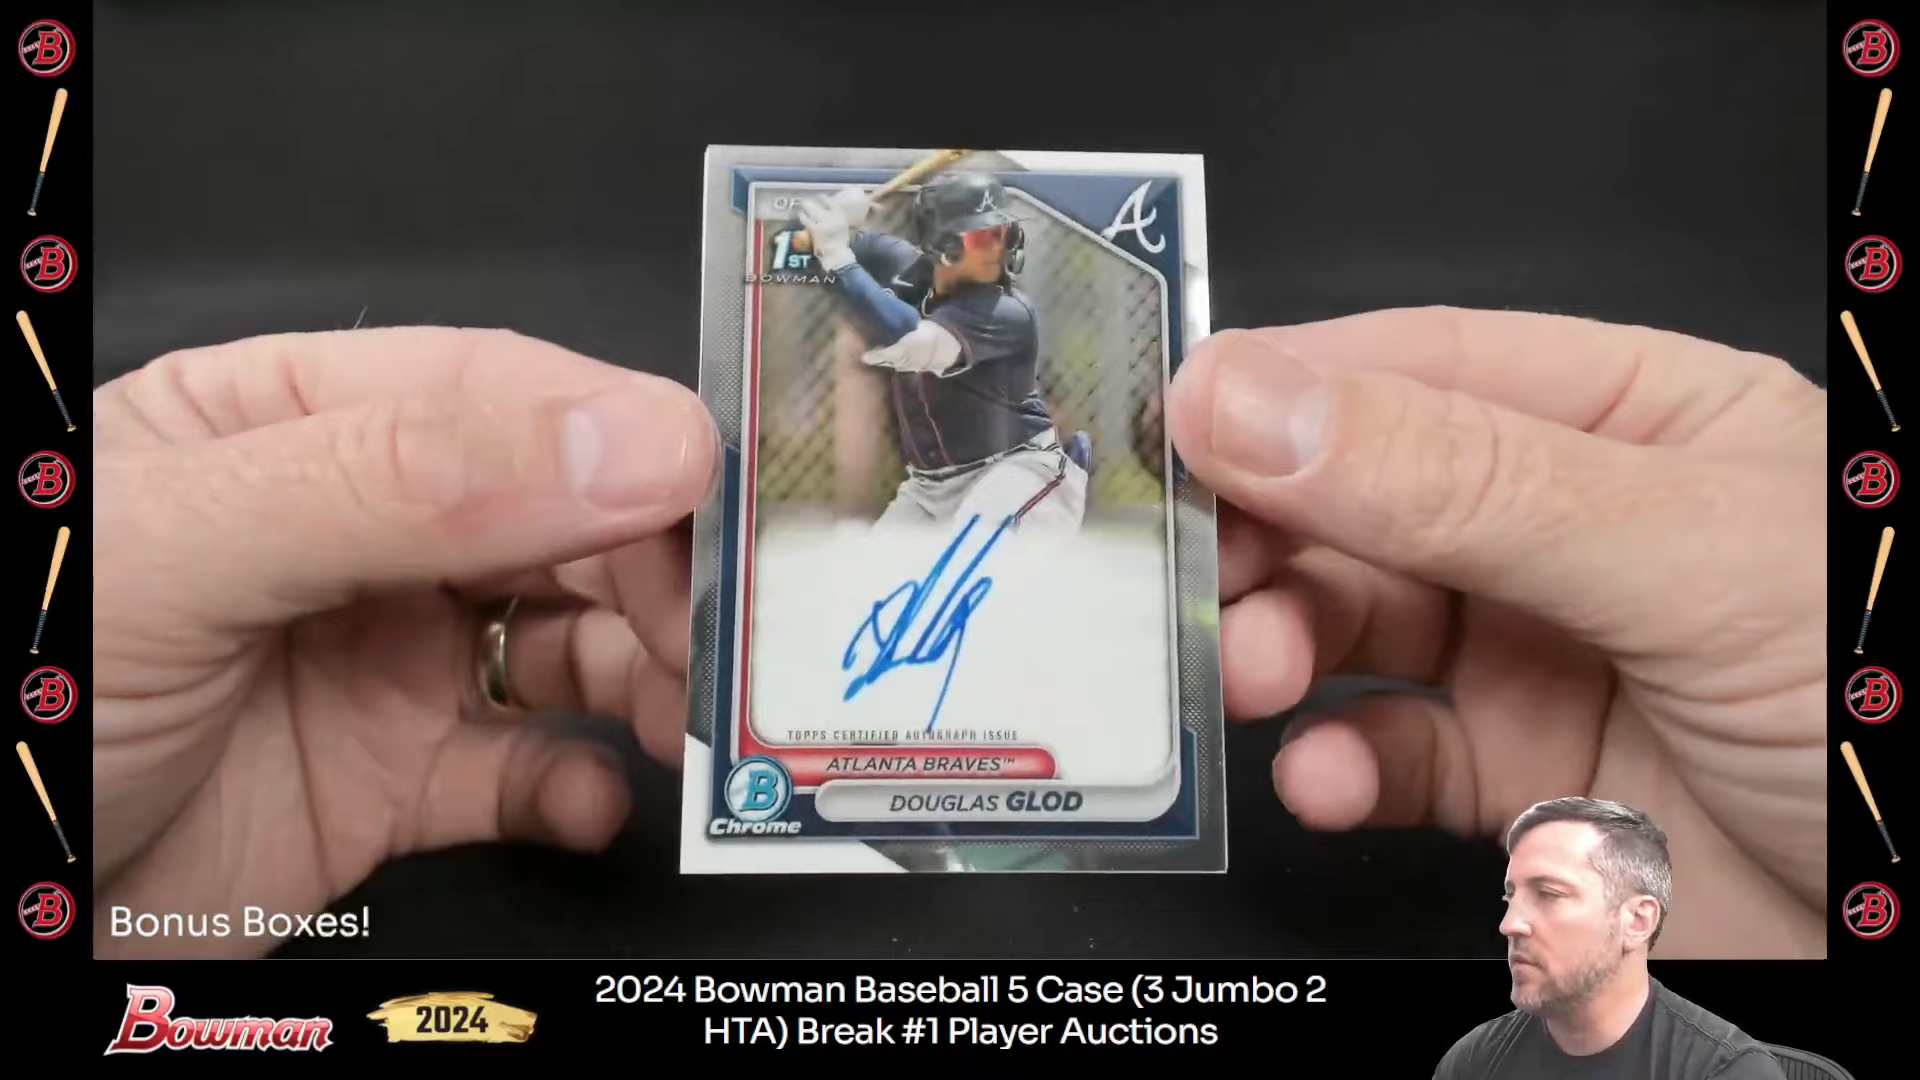 OF
1ST
BOWMAN
A
A
TOPPS CERTIFIED AUTOGRAPH ISSUE
ATLANTA BRAVES™
B
Chrome
DOUGLAS GLOD
Bonus Boxes!
Bowman
2024
2024 Bowman Baseball 5 Case (3 Jumbo 2
HTA) Break #1 Player Auctions